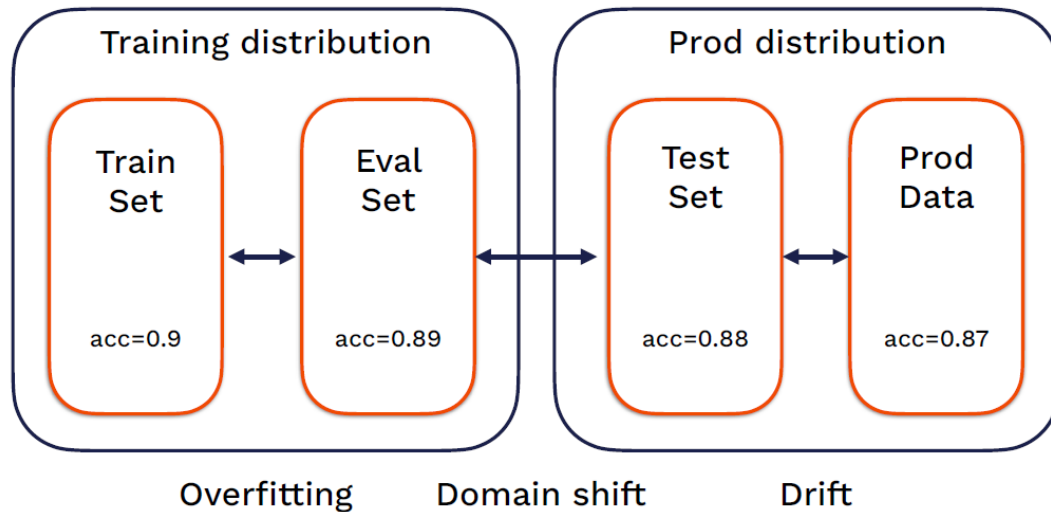 Training distribution
Prod distribution
Train
Set
Eval
Set
Test
Set
Prod
Data
acc=0.9
acc=0.89
acc=0.88
acc=0.87
Overfitting
Domain shift
Drift